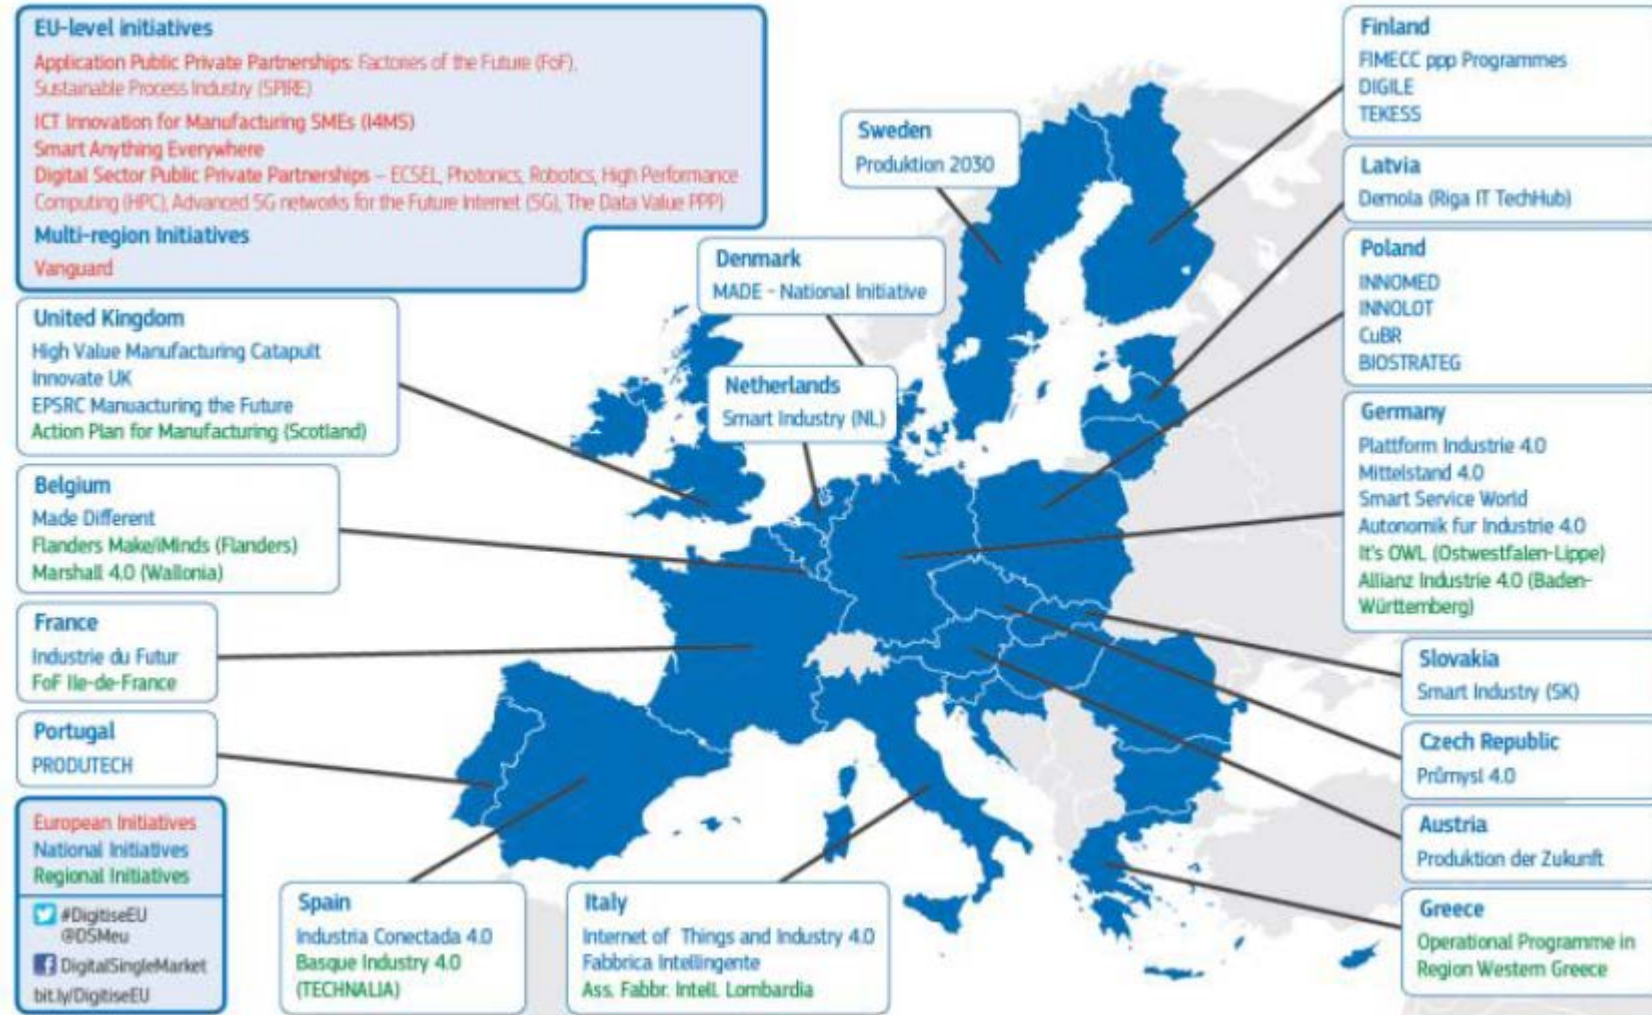 EU-level initiatives
Application Public Private Partnerships: Factories of the Future (FoF),
Sustainable Process Industry (SPIRE)
ICT Innovation for Manufacturing SMEs (I4MS)
Smart Anything Everywhere
Digital Sector Public Private Partnerships – ECSEL, Photonics, Robotics, High Performance
Computing (HPC), Advanced 5G networks for the Future Internet (5G), The Data Value PPP)
Multi-region Initiatives
Vanguard
United Kingdom
High Value Manufacturing Catapult
Innovate UK
EPSRC Manuacturing the Future
Action Plan for Manufacturing (Scotland)
Belgium
Made Different
Flanders Make/iMinds (Flanders)
Marshall 4.0 (Wallonia)
France
Industrie du Futur
FoF Ile-de-France
Portugal
PRODUTECH
European Initiatives
National Initiatives
Regional Initiatives
#DigitiseEU
@DSMeu
DigitalSingleMarket
bit.ly/DigitiseEU
Spain
Industria Conectada 4.0
Basque Industry 4.0
(TECHNALIA)
Italy
Internet of Things and Industry 4.0
Fabbrica Intellingente
Ass. Fabbr. Intell. Lombardia
Denmark
MADE - National Initiative
Netherlands
Smart Industry (NL)
Sweden
Produktion 2030
Finland
FIMECC ppp Programmes
DIGILE
TEKESS
Latvia
Demola (Riga IT TechHub)
Poland
INNOMED
INNOLOT
CuBR
BIOSTRATEG
Germany
Plattform Industrie 4.0
Mittelstand 4.0
Smart Service World
Autonomik fur Industrie 4.0
It's OWL (Ostwestfalen-Lippe)
Allianz Industrie 4.0 (Baden-
Württemberg)
Slovakia
Smart Industry (SK)
Czech Republic
Průmysl 4.0
Austria
Produktion der Zukunft
Greece
Operational Programme in
Region Western Greece